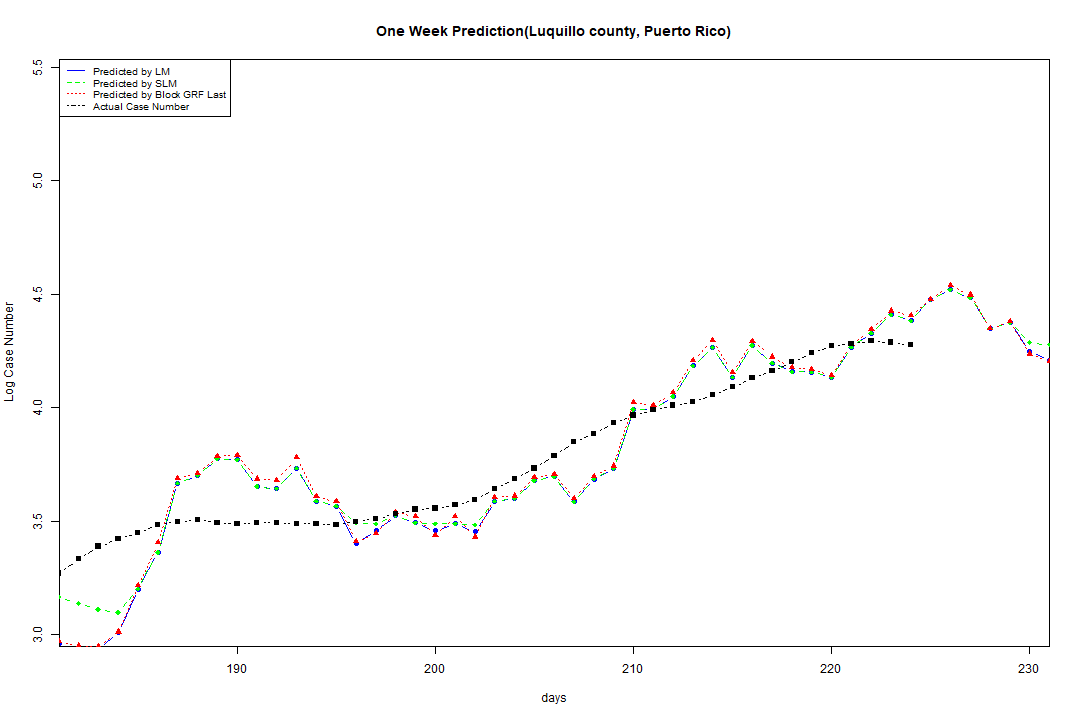 One Week Prediction(Luquillo county, Puerto Rico)
Predicted by LM
Predicted by SLM
Predicted by Block GRF Last
Actual Case Number
5.5
5.0
4.5
4.0
3.5
3.0
Log Case Number
190 200 210 220 230
days